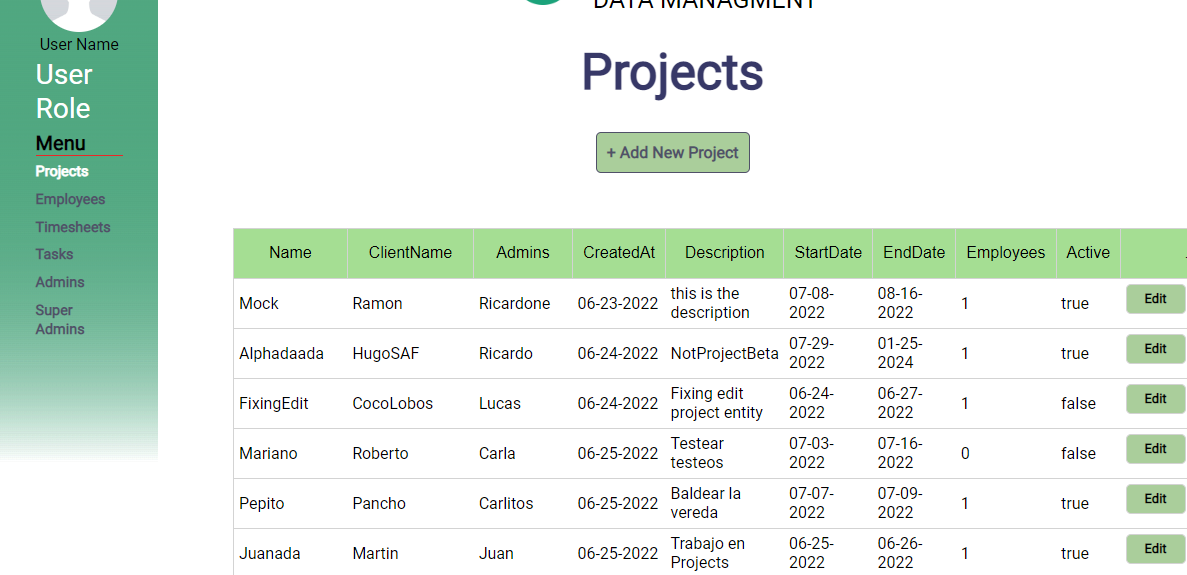 DATA MANAGMENT
User Name
User
Role
Menu
Projects
Employees
Timesheets
Tasks
Admins
Super
Admins
Projects
+ Add New Project
Name ClientName Admins CreatedAt Description StartDate EndDate Employees Active
Mock Ramon Ricardone 06-23-2022 this is the description 07-08-2022 08-16-2022 1 true Edit
Alphadaada HugoSAF Ricardo 06-24-2022 NotProjectBeta 07-29-2022 01-25-2024 1 true Edit
FixingEdit CocoLobos Lucas 06-24-2022 Fixing edit project entity 06-24-2022 06-27-2022 1 false Edit
Mariano Roberto Carla 06-25-2022 Testear testeos 07-03-2022 07-16-2022 0 false Edit
Pepito Pancho Carlitos 06-25-2022 Baldear la vereda 07-07-2022 07-09-2022 1 true Edit
Juanada Martin Juan 06-25-2022 Trabajo en Projects 06-25-2022 06-26-2022 1 true Edit